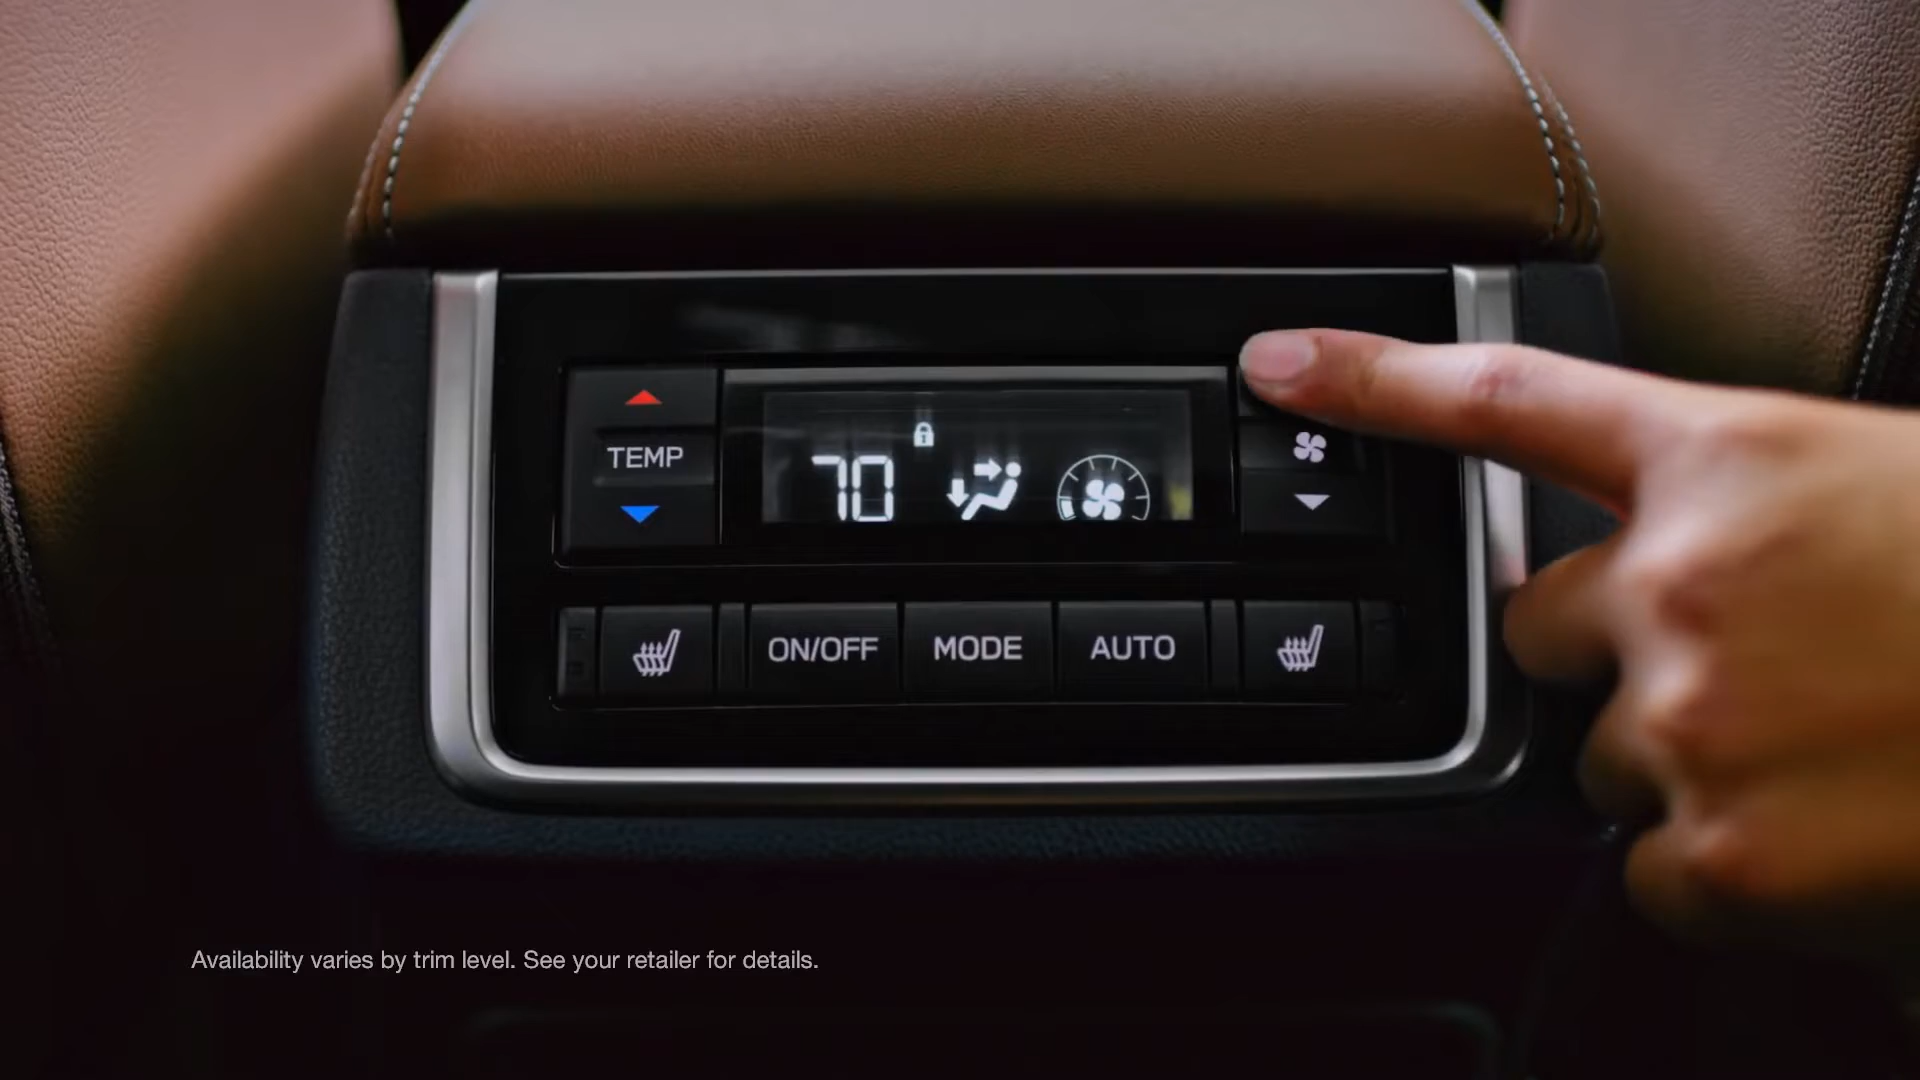 TEMP
70
ON/OFF
MODE
AUTO
Availability varies by trim level. See your retailer for details.